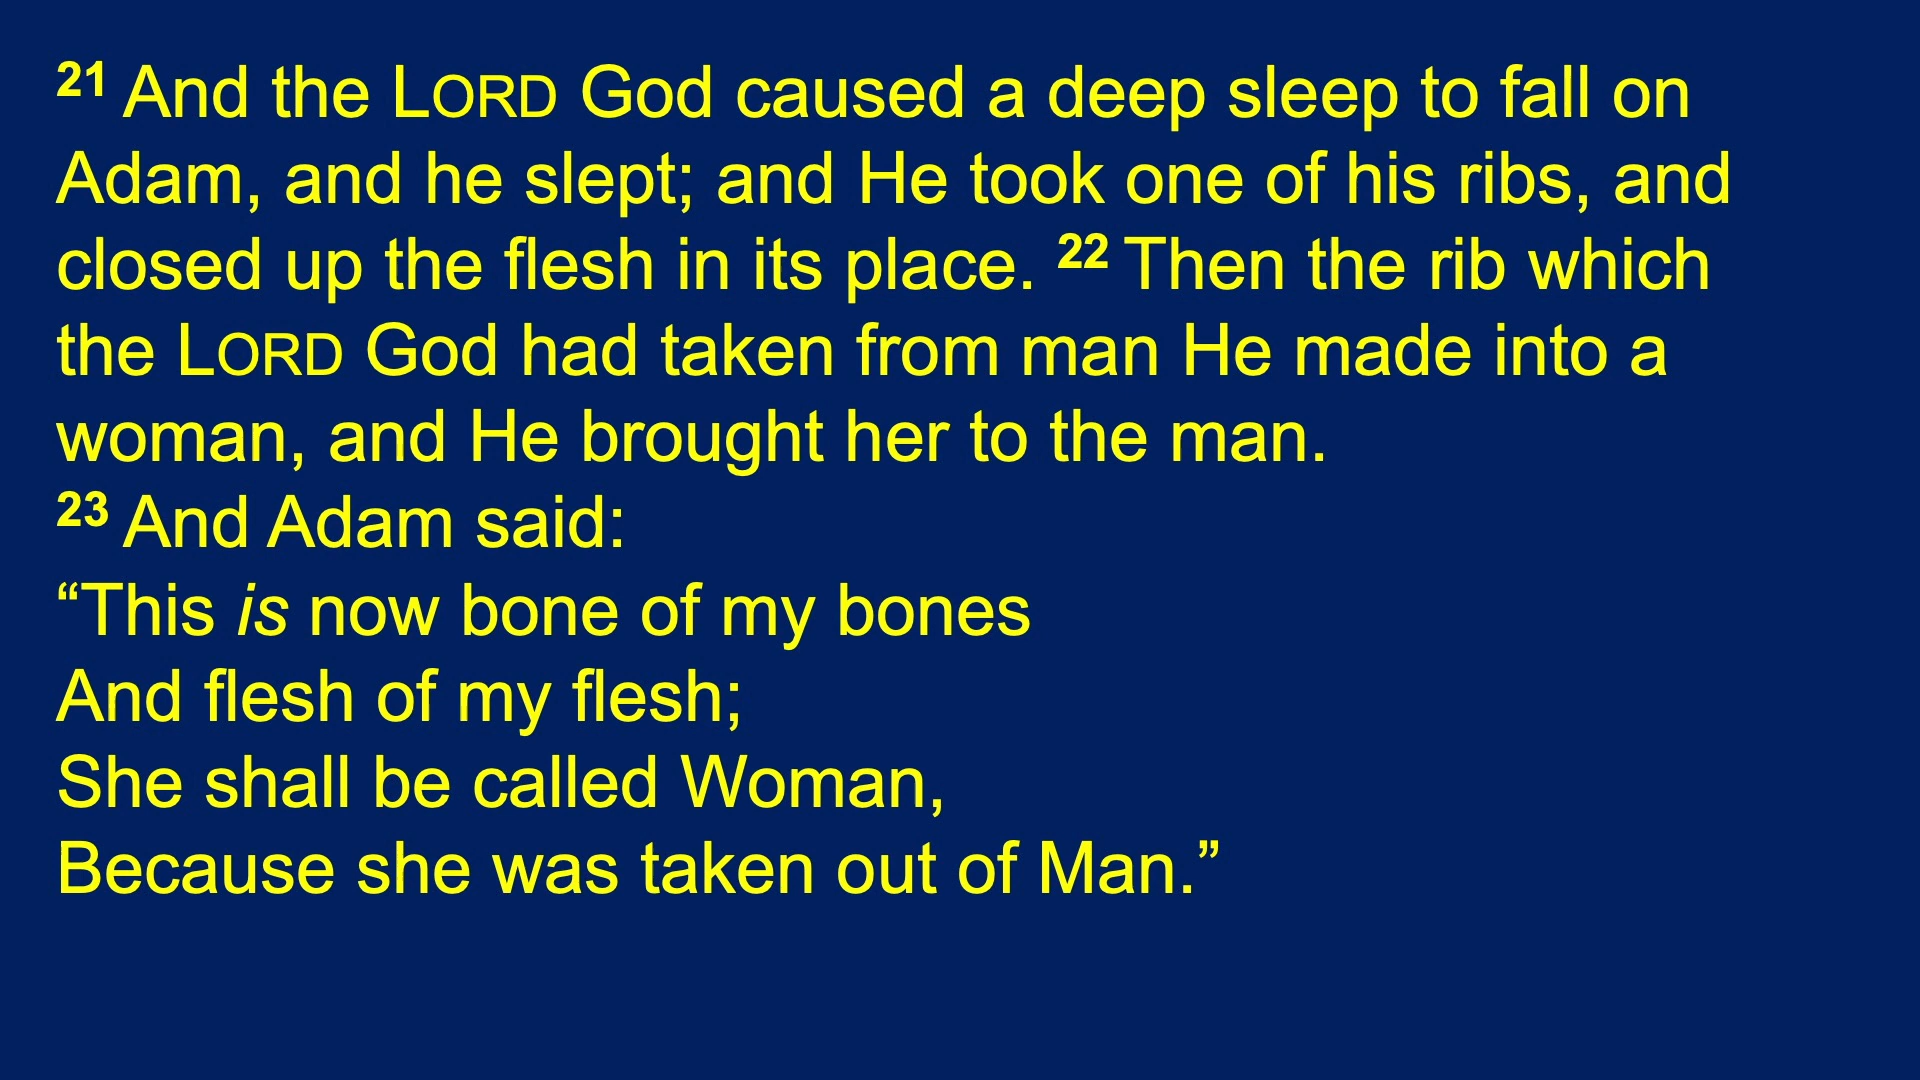 21 And the LORD God caused a deep sleep to fall on
Adam, and he slept; and He took one of his ribs, and
closed up the flesh in its place. 22 Then the rib which
the LORD God had taken from man He made into a
woman, and He brought her to the man.
23 And Adam said:
“This is now bone of my bones
And flesh of my flesh;
She shall be called Woman,
Because she was taken out of Man.”